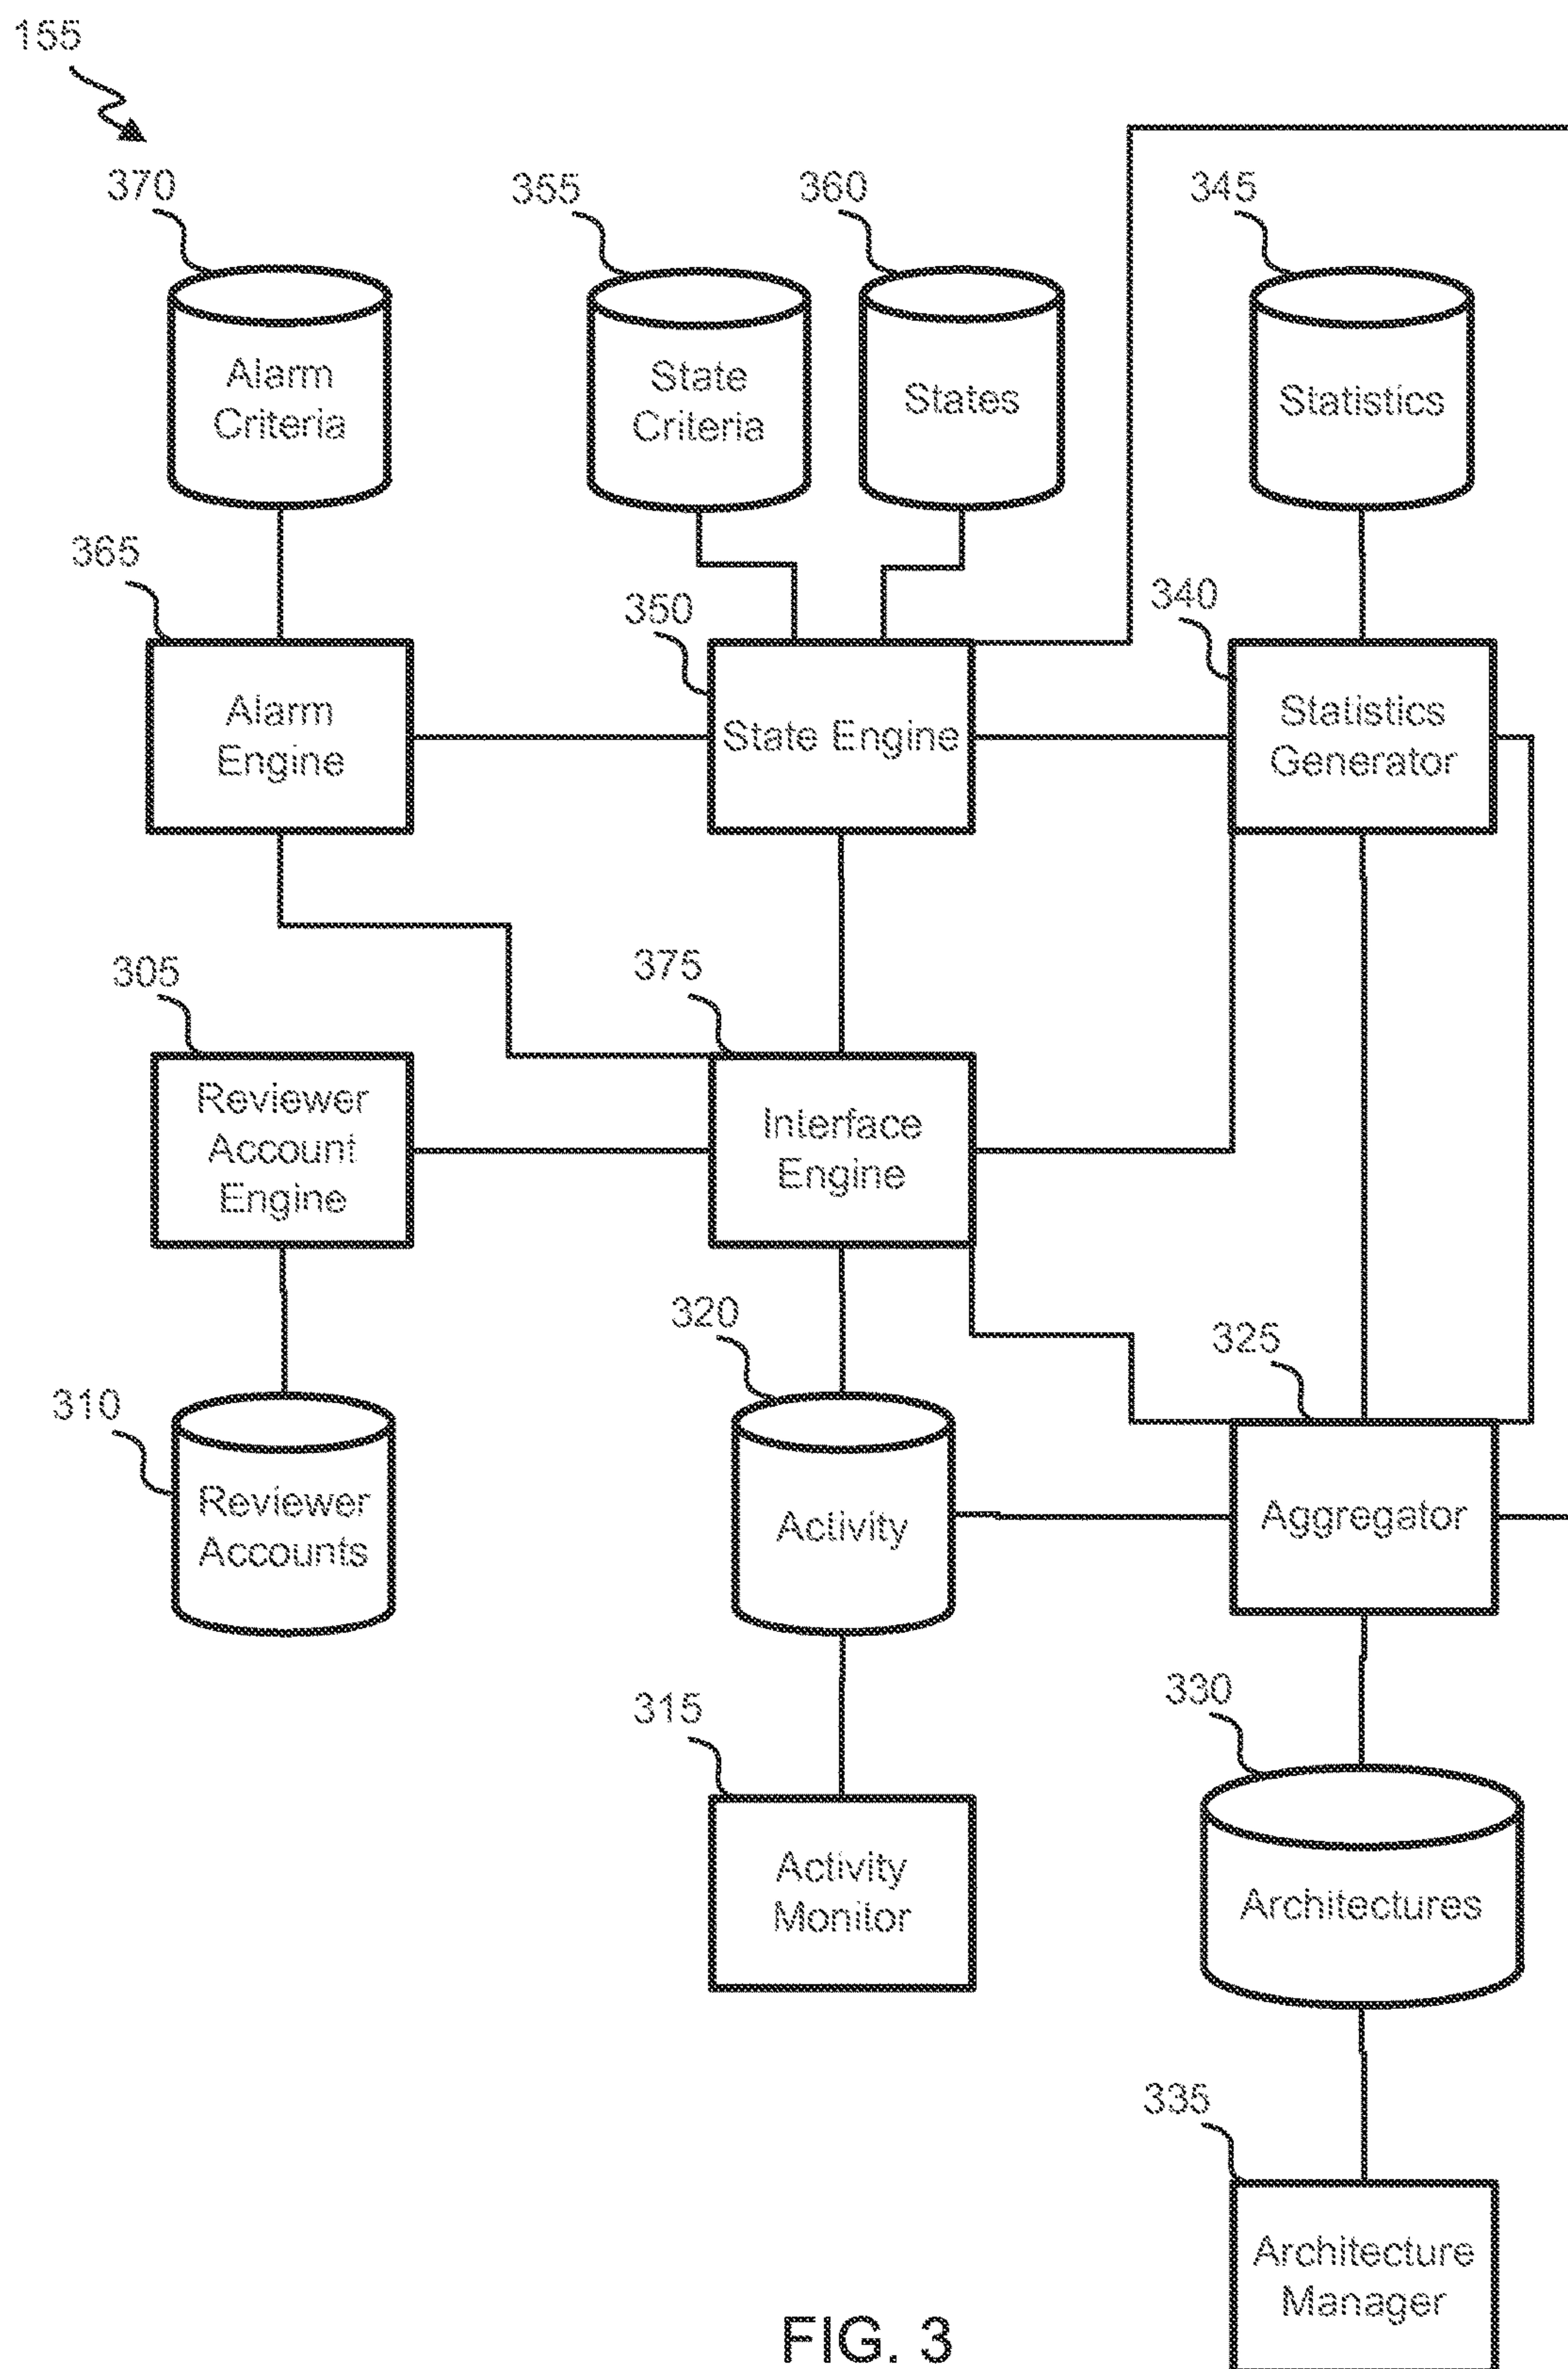 155
370
355
360
345
Alarm
Criteria
State
Criteria
States
Statistics
365
350
340
Alarm
Engine
State Engine
Statistics
Generator
305
375
Reviewer
Account
Engine
Interface
Engine
320
325
310
Reviewer
Accounts
Activity
Aggregator
315
330
Activity
Monitor
Architectures
335
Architecture
Manager
FIG. 3